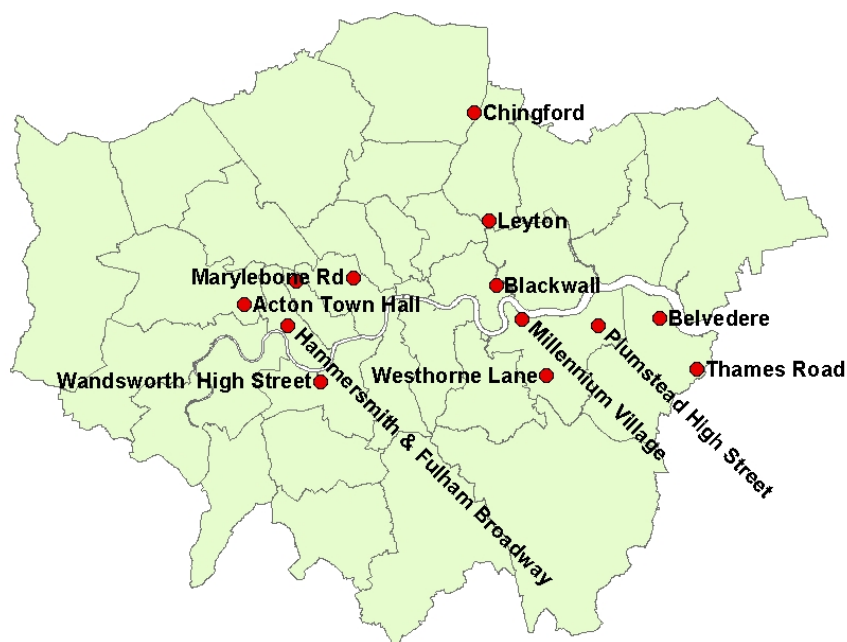 Chingford
Leyton
Marylebone Rd
Blackwall
Acton Town Hall
Belvedere
Hammersmith & Fulham Broadway
Millennium Village
Plumstead High Street
Thames Road
Wandsworth High Street
Westhorne Lane